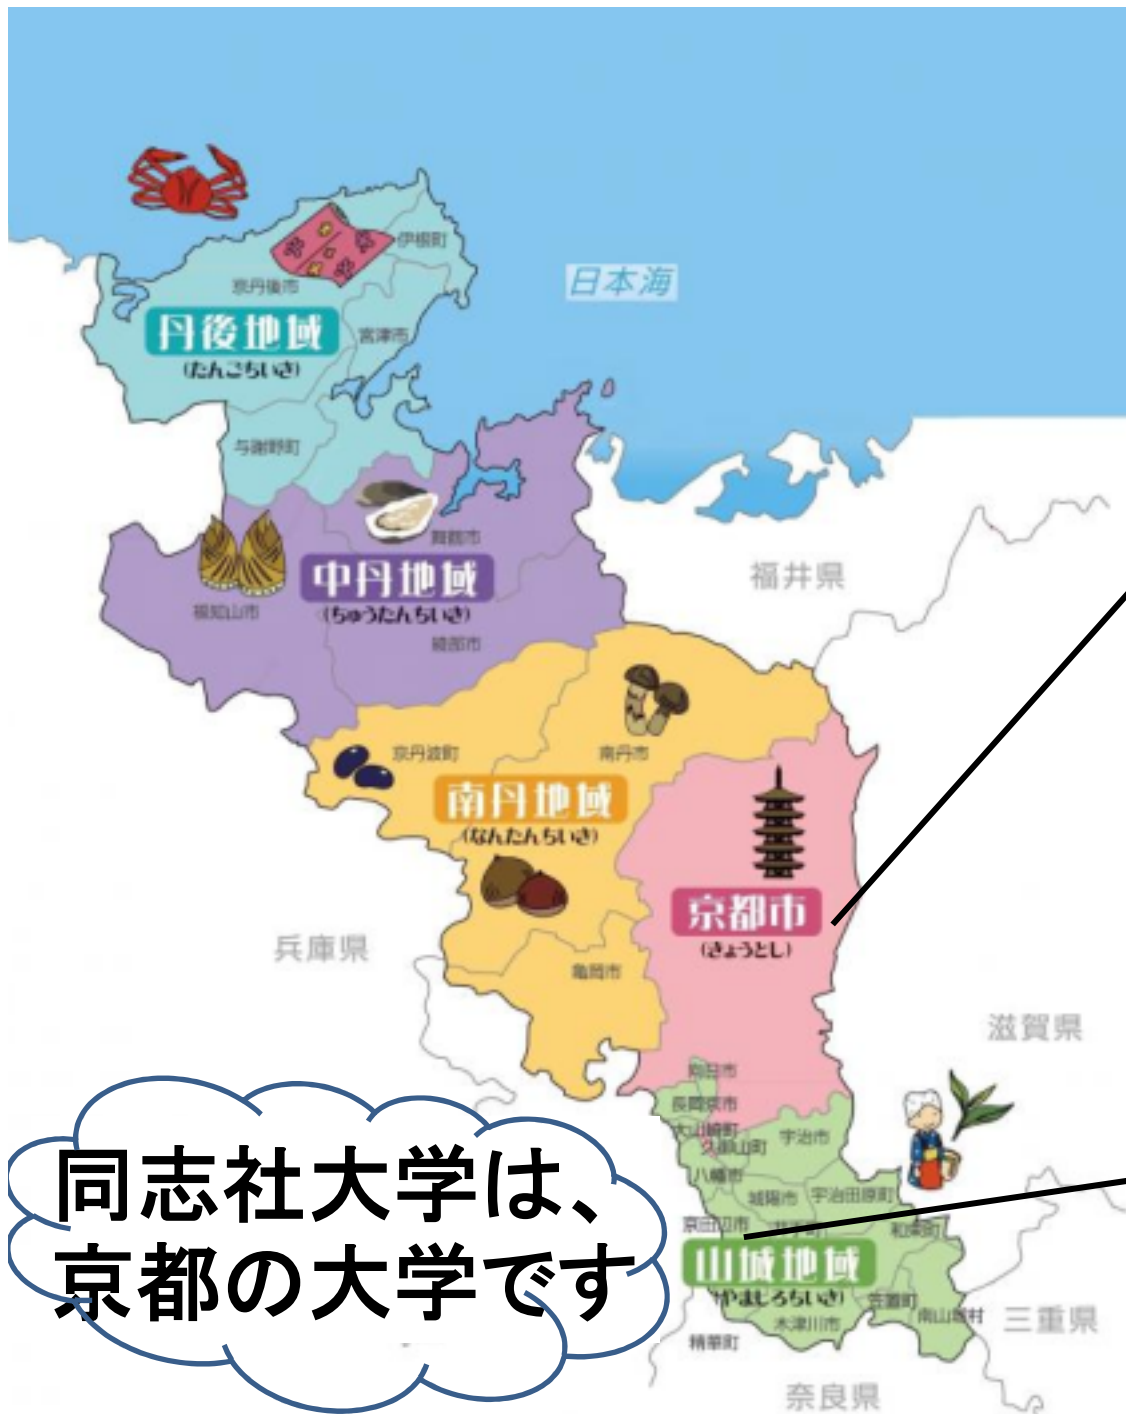 伊根町
日本海
京丹後市
丹後地域
(たんごちいき)
宮津市
与謝野町
舞鶴市
福井県
中丹地域
(ちゅうたんちいき)
福知山市
綾部市
京丹波町
南丹市
南丹地域
(なんたんちいき)
京都市
(きょうとし)
兵庫県
亀岡市
滋賀県
向日市
長岡京市
大山崎町
久御山町
宇治市
八幡市
城陽市
宇治田原町
京田辺市
井手町
和束町
山城地域
(やましろちいき)
笠置町
南山城村
木津川市
三重県
精華町
奈良県
同志社大学は、
京都の大学です